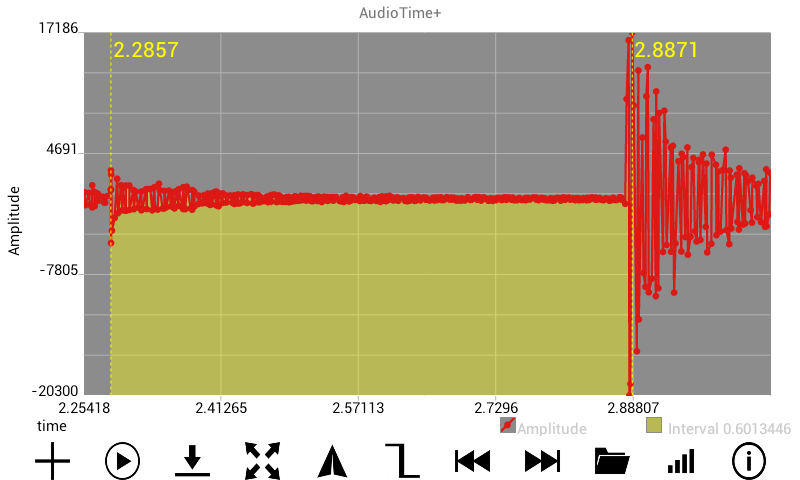 AudioTime+
17186
2.2857
2.8871
4691
Amplitude
-7805
-20300
2.25418
2.41265
2.57113
2.7296
2.88807
time
Amplitude
Interval 0.6013446